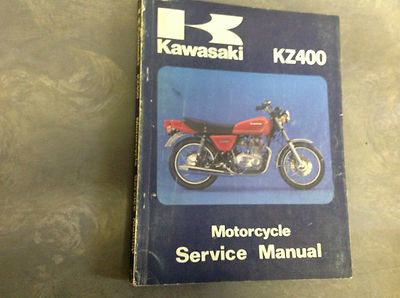 Kawasaki KZ400
Motorcycle
Service Manual